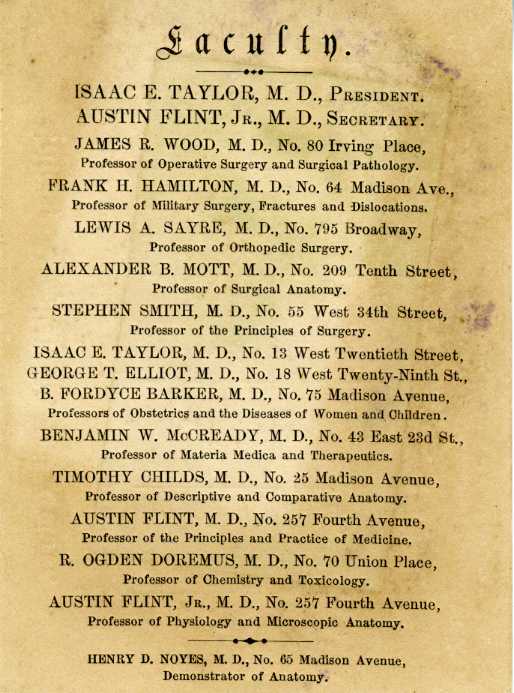 Faculty.
ISAAC E. TAYLOR, M. D., PRESIDENT.
AUSTIN FLINT, JR., M. D., SECRETARY.
JAMES R. WOOD, M. D., No. 80 Irving Place,
Professor of Operative Surgery and Surgical Pathology.
FRANK H. HAMILTON, M. D., No. 64 Madison Ave.,
Professor of Military Surgery, Fractures and Dislocations.
LEWIS A. SAYRE, M. D., No. 795 Broadway,
Professor of Orthopedic Surgery.
ALEXANDER B. MOTT, M. D., No. 209 Tenth Street,
Professor of Surgical Anatomy.
STEPHEN SMITH, M. D., No. 55 West 34th Street,
Professor of the Principles of Surgery.
ISAAC E. TAYLOR, M. D., No. 13 West Twentieth Street,
GEORGE T. ELLIOT, M. D., No. 18 West Twenty-Ninth St.,
B. FORDYCE BARKER, M. D., No. 75 Madison Avenue,
Professors of Obstetrics and the Diseases of Women and Children.
BENJAMIN W. McCREADY, M. D., No. 43 East 23d St.,
Professor of Materia Medica and Therapeutics.
TIMOTHY CHILDS, M. D., No. 25 Madison Avenue,
Professor of Descriptive and Comparative Anatomy.
AUSTIN FLINT, M. D., No. 257 Fourth Avenue,
Professor of the Principles and Practice of Medicine.
R. OGDEN DOREMUS, M. D., No. 70 Union Place,
Professor of Chemistry and Toxicology.
AUSTIN FLINT, JR., M. D., No. 257 Fourth Avenue,
Professor of Physiology and Microscopic Anatomy.
HENRY D. NOYES, M. D., No. 65 Madison Avenue,
Demonstrator of Anatomy.